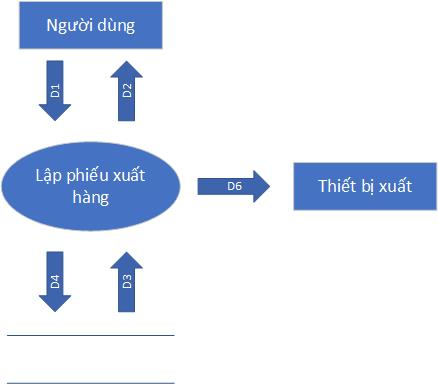 Người dùng
D1
D2
Lập phiếu xuất
hàng
D6
Thiết bị xuất
D4
D3